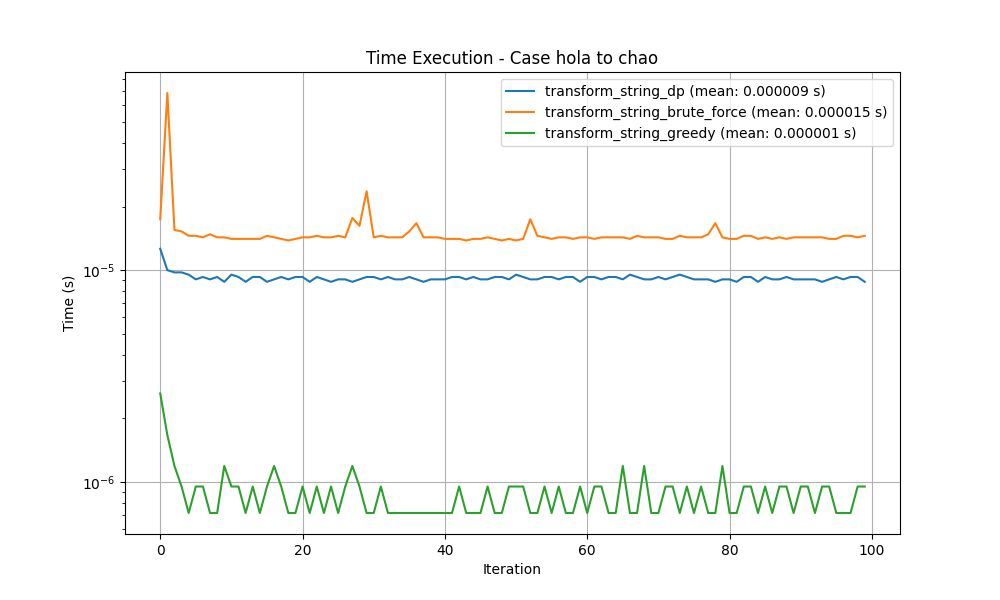 Time Execution - Case hola to chao
transform_string_dp (mean: 0.000009 s)
transform_string_brute_force (mean: 0.000015 s)
transform_string_greedy (mean: 0.000001 s)
Time (s)
10⁻⁵
10⁻⁶
0 20 40 60 80 100
Iteration